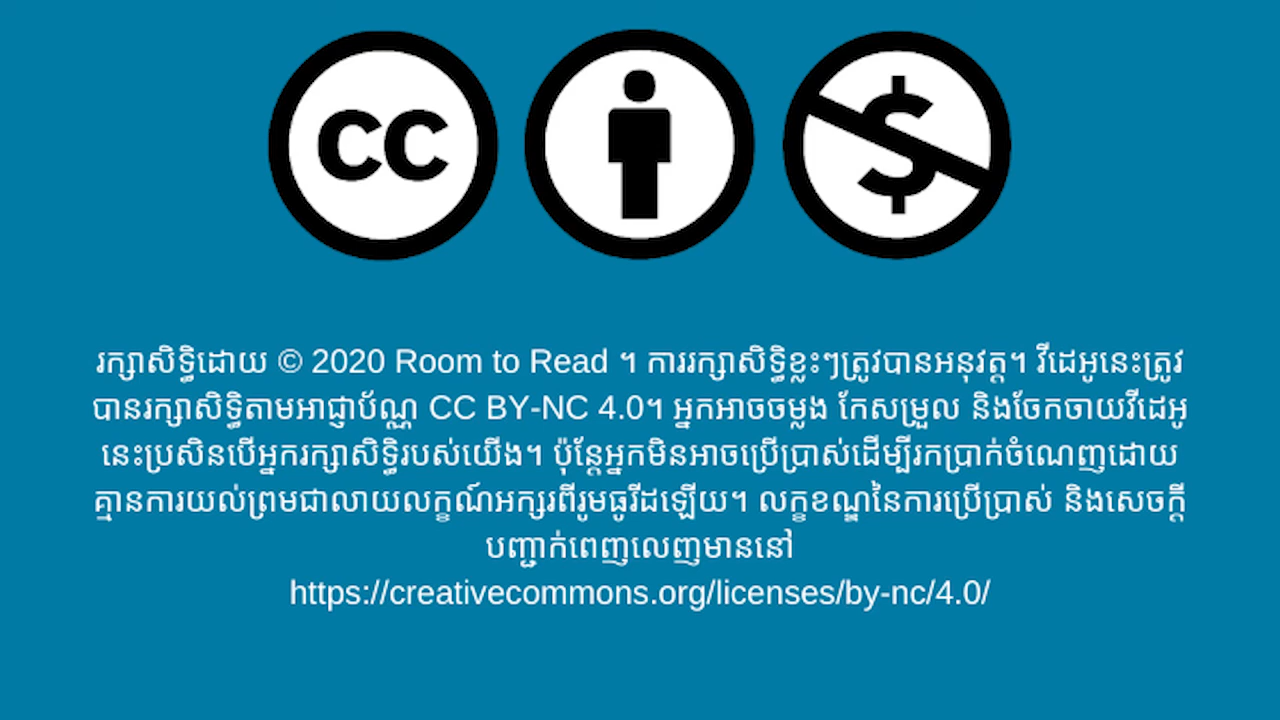 cc
រក្សាសិទ្ធិដោយ © 2020 Room to Read ។ ការរក្សាសិទ្ធិខ្លះៗត្រូវបានអនុវត្ត។ វីដេអូនេះត្រូវ
បានរក្សាសិទ្ធិតាមអាជ្ញាប័ណ្ណ CC BY-NC 4.0។ អ្នកអាចចម្លង កែសម្រួល និងចែកចាយវីដេអូ
នេះប្រសិនបើអ្នករក្សាសិទ្ធិរបស់យើង។ ប៉ុន្តែអ្នកមិនអាចប្រើប្រាស់ដើម្បីរកប្រាក់ចំណេញដោយ
គ្មានការយល់ព្រមជាលាយលក្ខណ៍អក្សរពីរូមធូរីដឡើយ។ លក្ខខណ្ឌនៃការប្រើប្រាស់ និងសេចក្ដី
បញ្ជាក់ពេញលេញមាននៅ
https://creativecommons.org/licenses/by-nc/4.0/